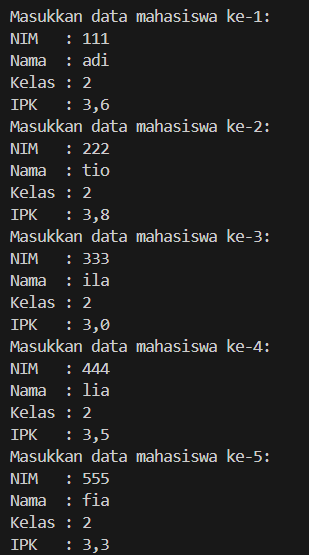 Masukkan data mahasiswa ke-1:
NIM   : 111
Nama  : adi
Kelas : 2
IPK   : 3,6
Masukkan data mahasiswa ke-2:
NIM   : 222
Nama  : tio
Kelas : 2
IPK   : 3,8
Masukkan data mahasiswa ke-3:
NIM   : 333
Nama  : ila
Kelas : 2
IPK   : 3,0
Masukkan data mahasiswa ke-4:
NIM   : 444
Nama  : lia
Kelas : 2
IPK   : 3,5
Masukkan data mahasiswa ke-5:
NIM   : 555
Nama  : fia
Kelas : 2
IPK   : 3,3